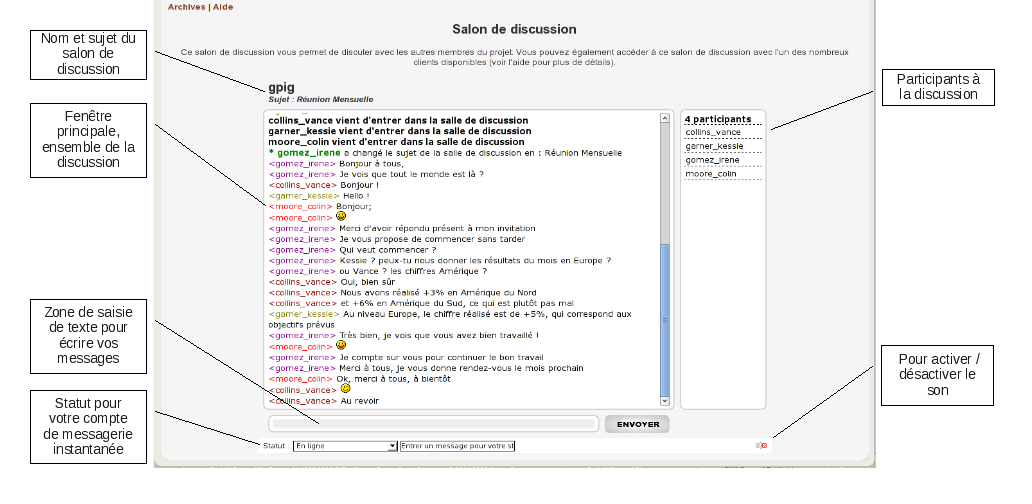 Archives | Aide
Salon de discussion
Ce salon de discussion vous permet de discuter avec les autres membres du projet. Vous pouvez également accéder à ce salon de discussion avec l'un des nombreux
clients disponibles (voir l'aide pour plus de détails).
Nom et sujet du
salon de
discussion
gpig
Sujet : Réunion Mensuelle
Participants à
la discussion
Fenêtre
principale,
ensemble de la
discussion
collins_vance vient d'entrer dans la salle de discussion
garner_kessie vient d'entrer dans la salle de discussion
moore_colin vient d'entrer dans la salle de discussion
* gomez_irene a changé le sujet de la salle de discussion en : Réunion Mensuelle
<gomez_irene> Bonjour à tous,
<gomez_irene> Je vois que tout le monde est là ?
<collins_vance> Bonjour !
<garner_kessie> Hello !
<moore_colin> Bonjour;
<moore_colin>
<gomez_irene> Merci d'avoir répondu présent à mon invitation
<gomez_irene> Je vous propose de commencer sans tarder
<gomez_irene> Qui veut commencer ?
<gomez_irene> Kessie ? peux-tu nous donner les résultats du mois en Europe ?
<gomez_irene> ou Vance ? les chiffres Amérique ?
<collins_vance> Oui, bien sûr
<collins_vance> Nous avons réalisé +3% en Amérique du Nord
<collins_vance> et +6% en Amérique du Sud, ce qui est plutôt pas mal
<garner_kessie> Au niveau Europe, le chiffre réalisé est de +5%, qui correspond aux
objectifs prévus
<gomez_irene> Très bien, je vois que vous avez bien travaillé !
<moore_colin>
<gomez_irene> Je compte sur vous pour continuer le bon travail
<gomez_irene> Merci à tous, je vous donne rendez-vous le mois prochain
<moore_colin> Ok, merci à tous, à bientôt
<collins_vance>
<collins_vance> Au revoir
4 participants
collins_vance
garner_kessie
gomez_irene
moore_colin
Zone de saisie
de texte pour
écrire vos
messages
Pour activer /
désactiver le
son
Statut pour
votre compte
de messagerie
instantanée
ENVOYER
Statut : En ligne Entrer un message pour votre st